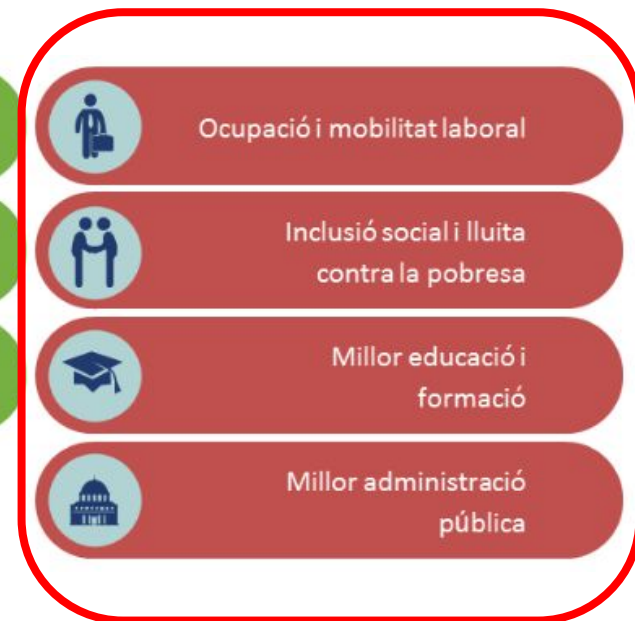 Ocupació i mobilitat laboral
Inclusió social i lluita
contra la pobresa
Millor educació i
formació
Millor administració
pública